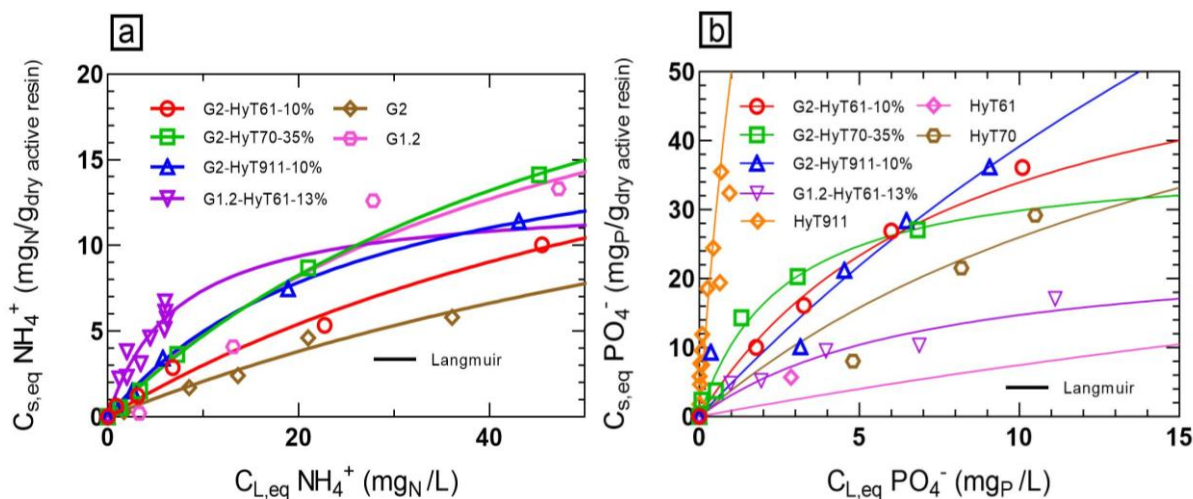 a
20
15
10
5
0
0
20
40
C_s,eq NH₄⁺ (mg_N/g_dry active resin)
C_L,eq NH₄⁺ (mg_N/L)
G2-HyT61-10%
G2-HyT70-35%
G2-HyT911-10%
G1.2-HyT61-13%
G2
G1.2
Langmuir
b
50
40
30
20
10
0
0
5
10
15
C_s,eq PO₄⁻ (mg_P/g_dry active resin)
C_L,eq PO₄⁻ (mg_P/L)
G2-HyT61-10%
G2-HyT70-35%
G2-HyT911-10%
G1.2-HyT61-13%
HyT911
HyT61
HyT70
Langmuir